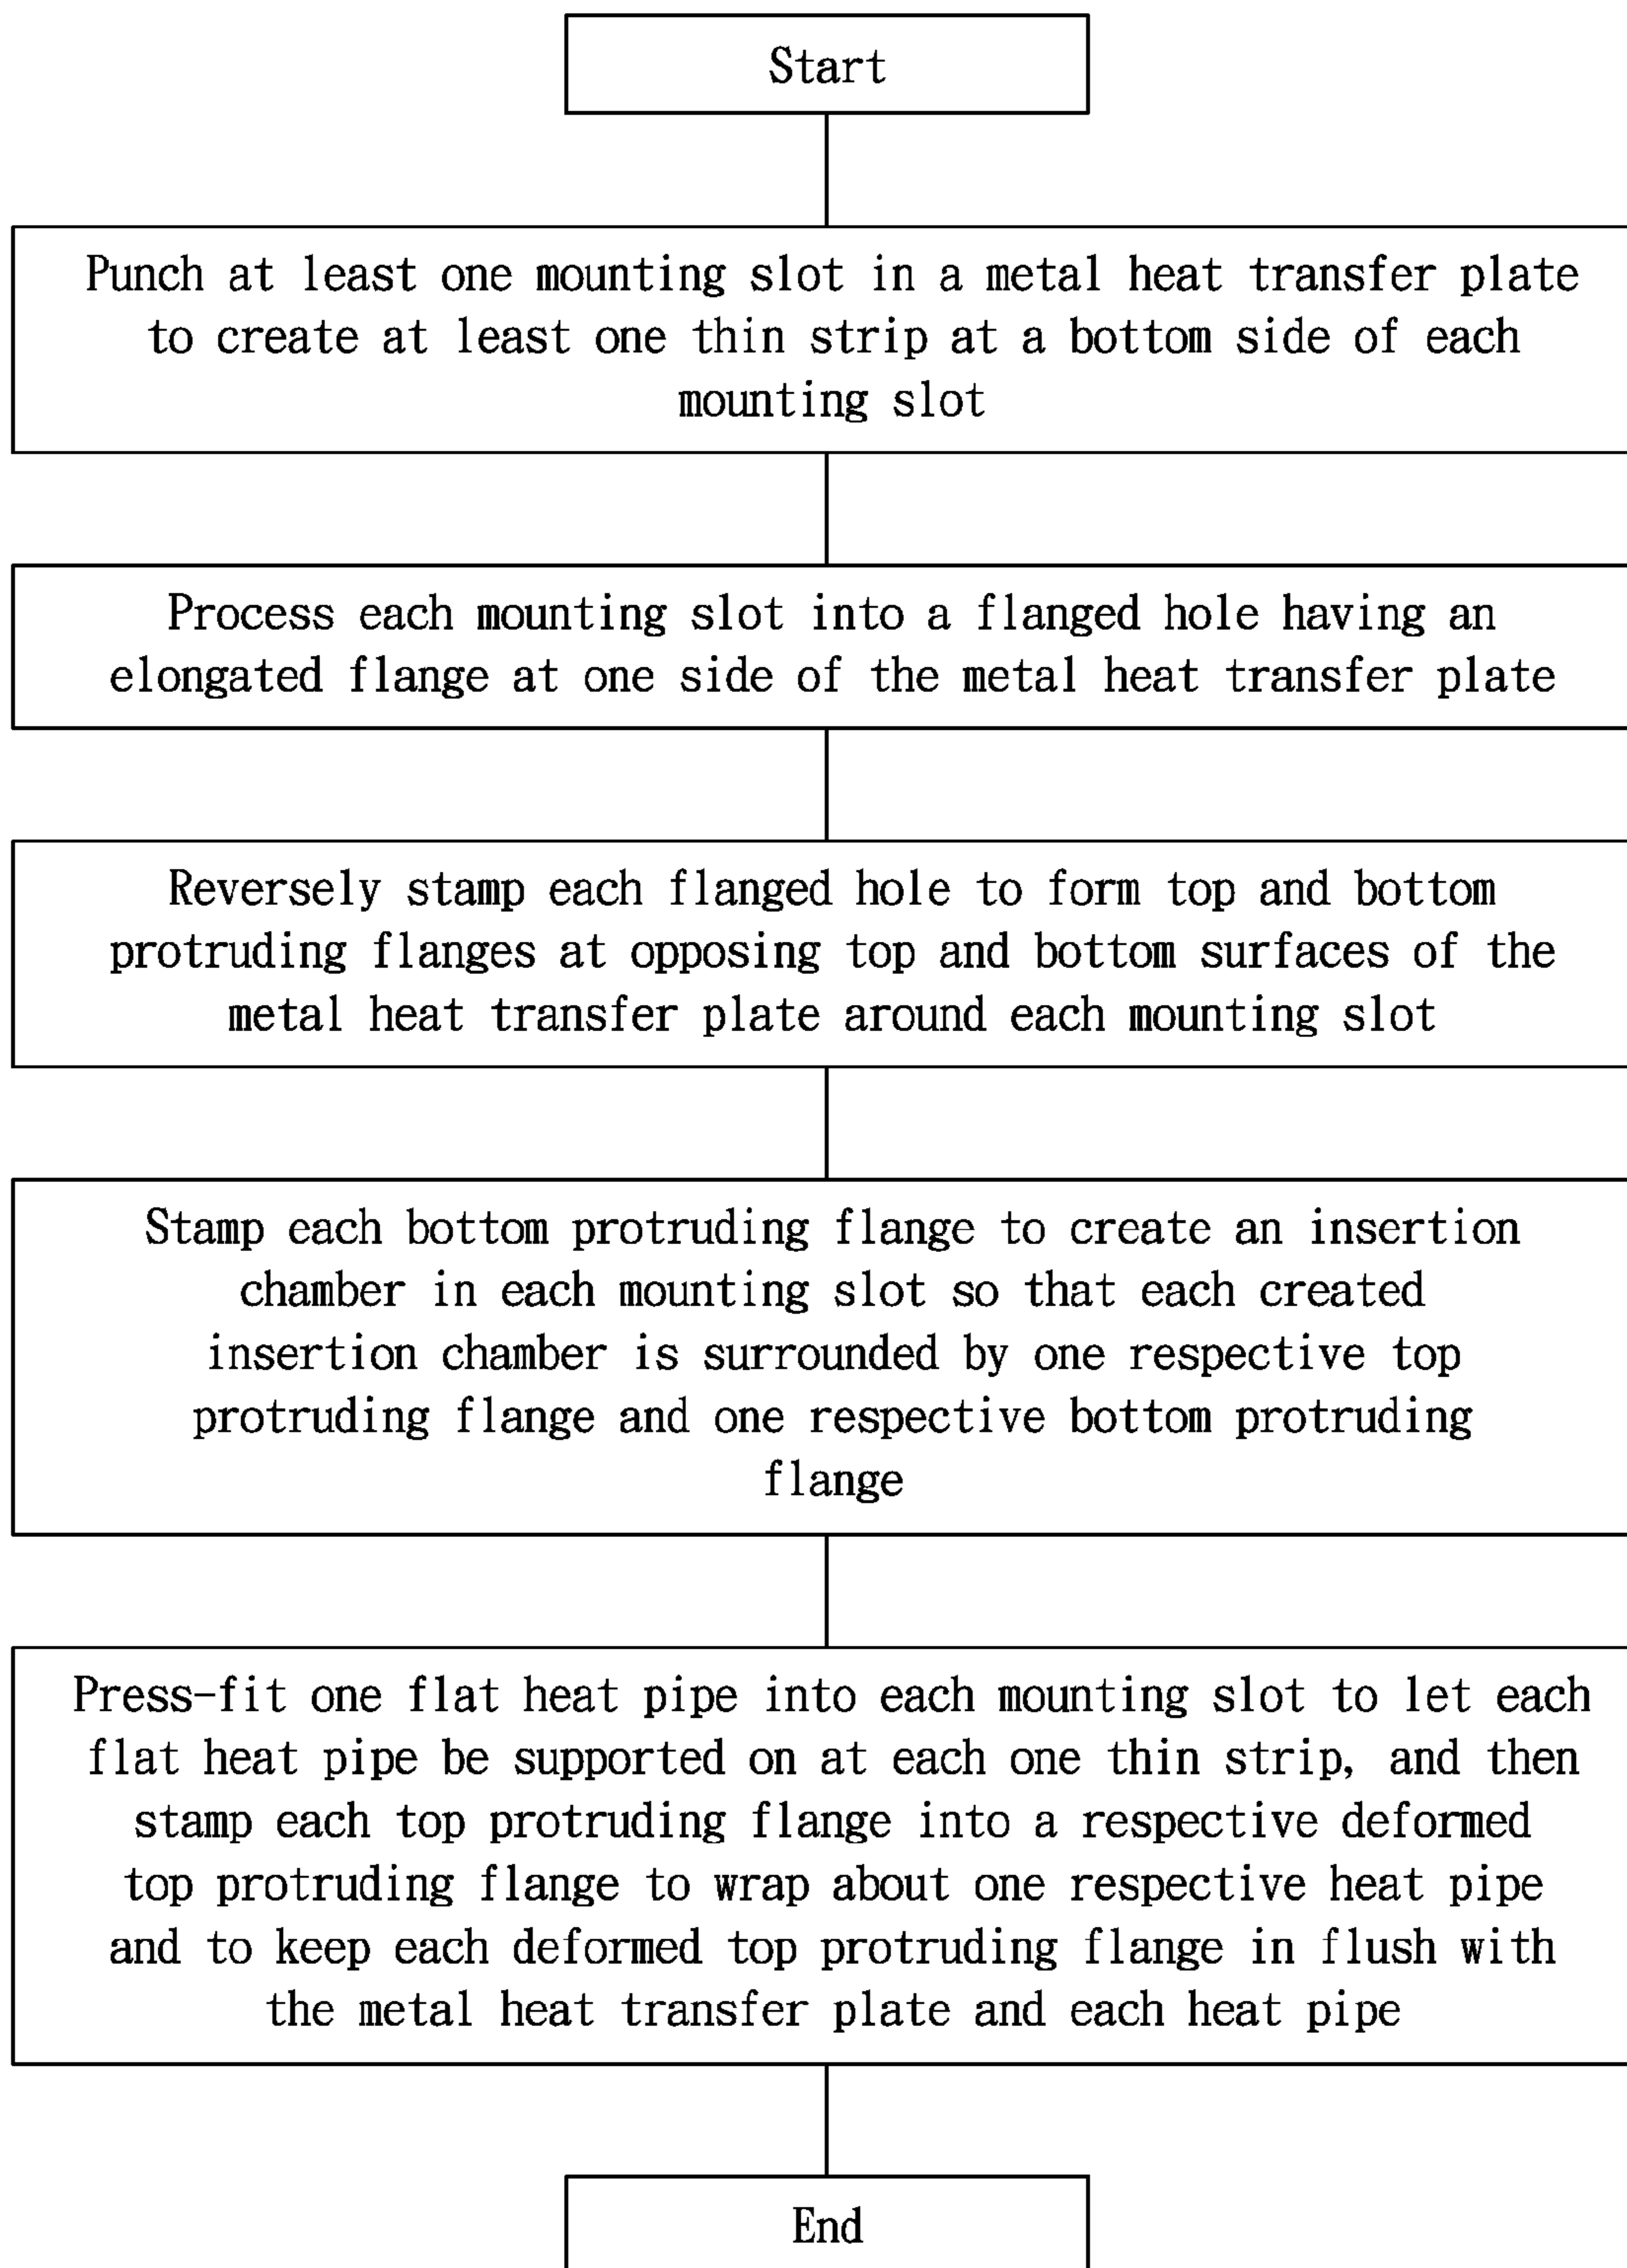 Start
Punch at least one mounting slot in a metal heat transfer plate
to create at least one thin strip at a bottom side of each
mounting slot
Process each mounting slot into a flanged hole having an
elongated flange at one side of the metal heat transfer plate
Reversely stamp each flanged hole to form top and bottom
protruding flanges at opposing top and bottom surfaces of the
metal heat transfer plate around each mounting slot
Stamp each bottom protruding flange to create an insertion
chamber in each mounting slot so that each created
insertion chamber is surrounded by one respective top
protruding flange and one respective bottom protruding
flange
Press-fit one flat heat pipe into each mounting slot to let each
flat heat pipe be supported on at each one thin strip, and then
stamp each top protruding flange into a respective deformed
top protruding flange to wrap about one respective heat pipe
and to keep each deformed top protruding flange in flush with
the metal heat transfer plate and each heat pipe
End